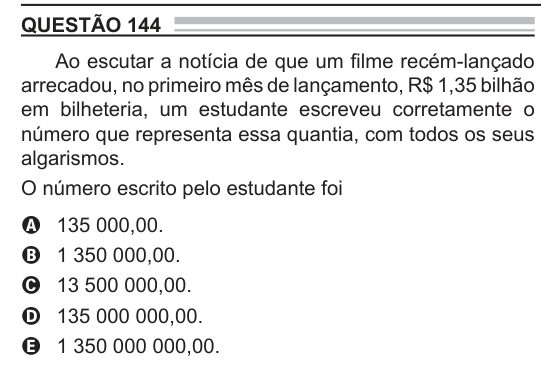 QUESTÃO 144
Ao escutar a notícia de que um filme recém-lançado
arrecadou, no primeiro mês de lançamento, R$ 1,35 bilhão
em bilheteria, um estudante escreveu corretamente o
número que representa essa quantia, com todos os seus
algarismos.
O número escrito pelo estudante foi
A 135 000,00.
B 1 350 000,00.
C 13 500 000,00.
D 135 000 000,00.
E 1 350 000 000,00.